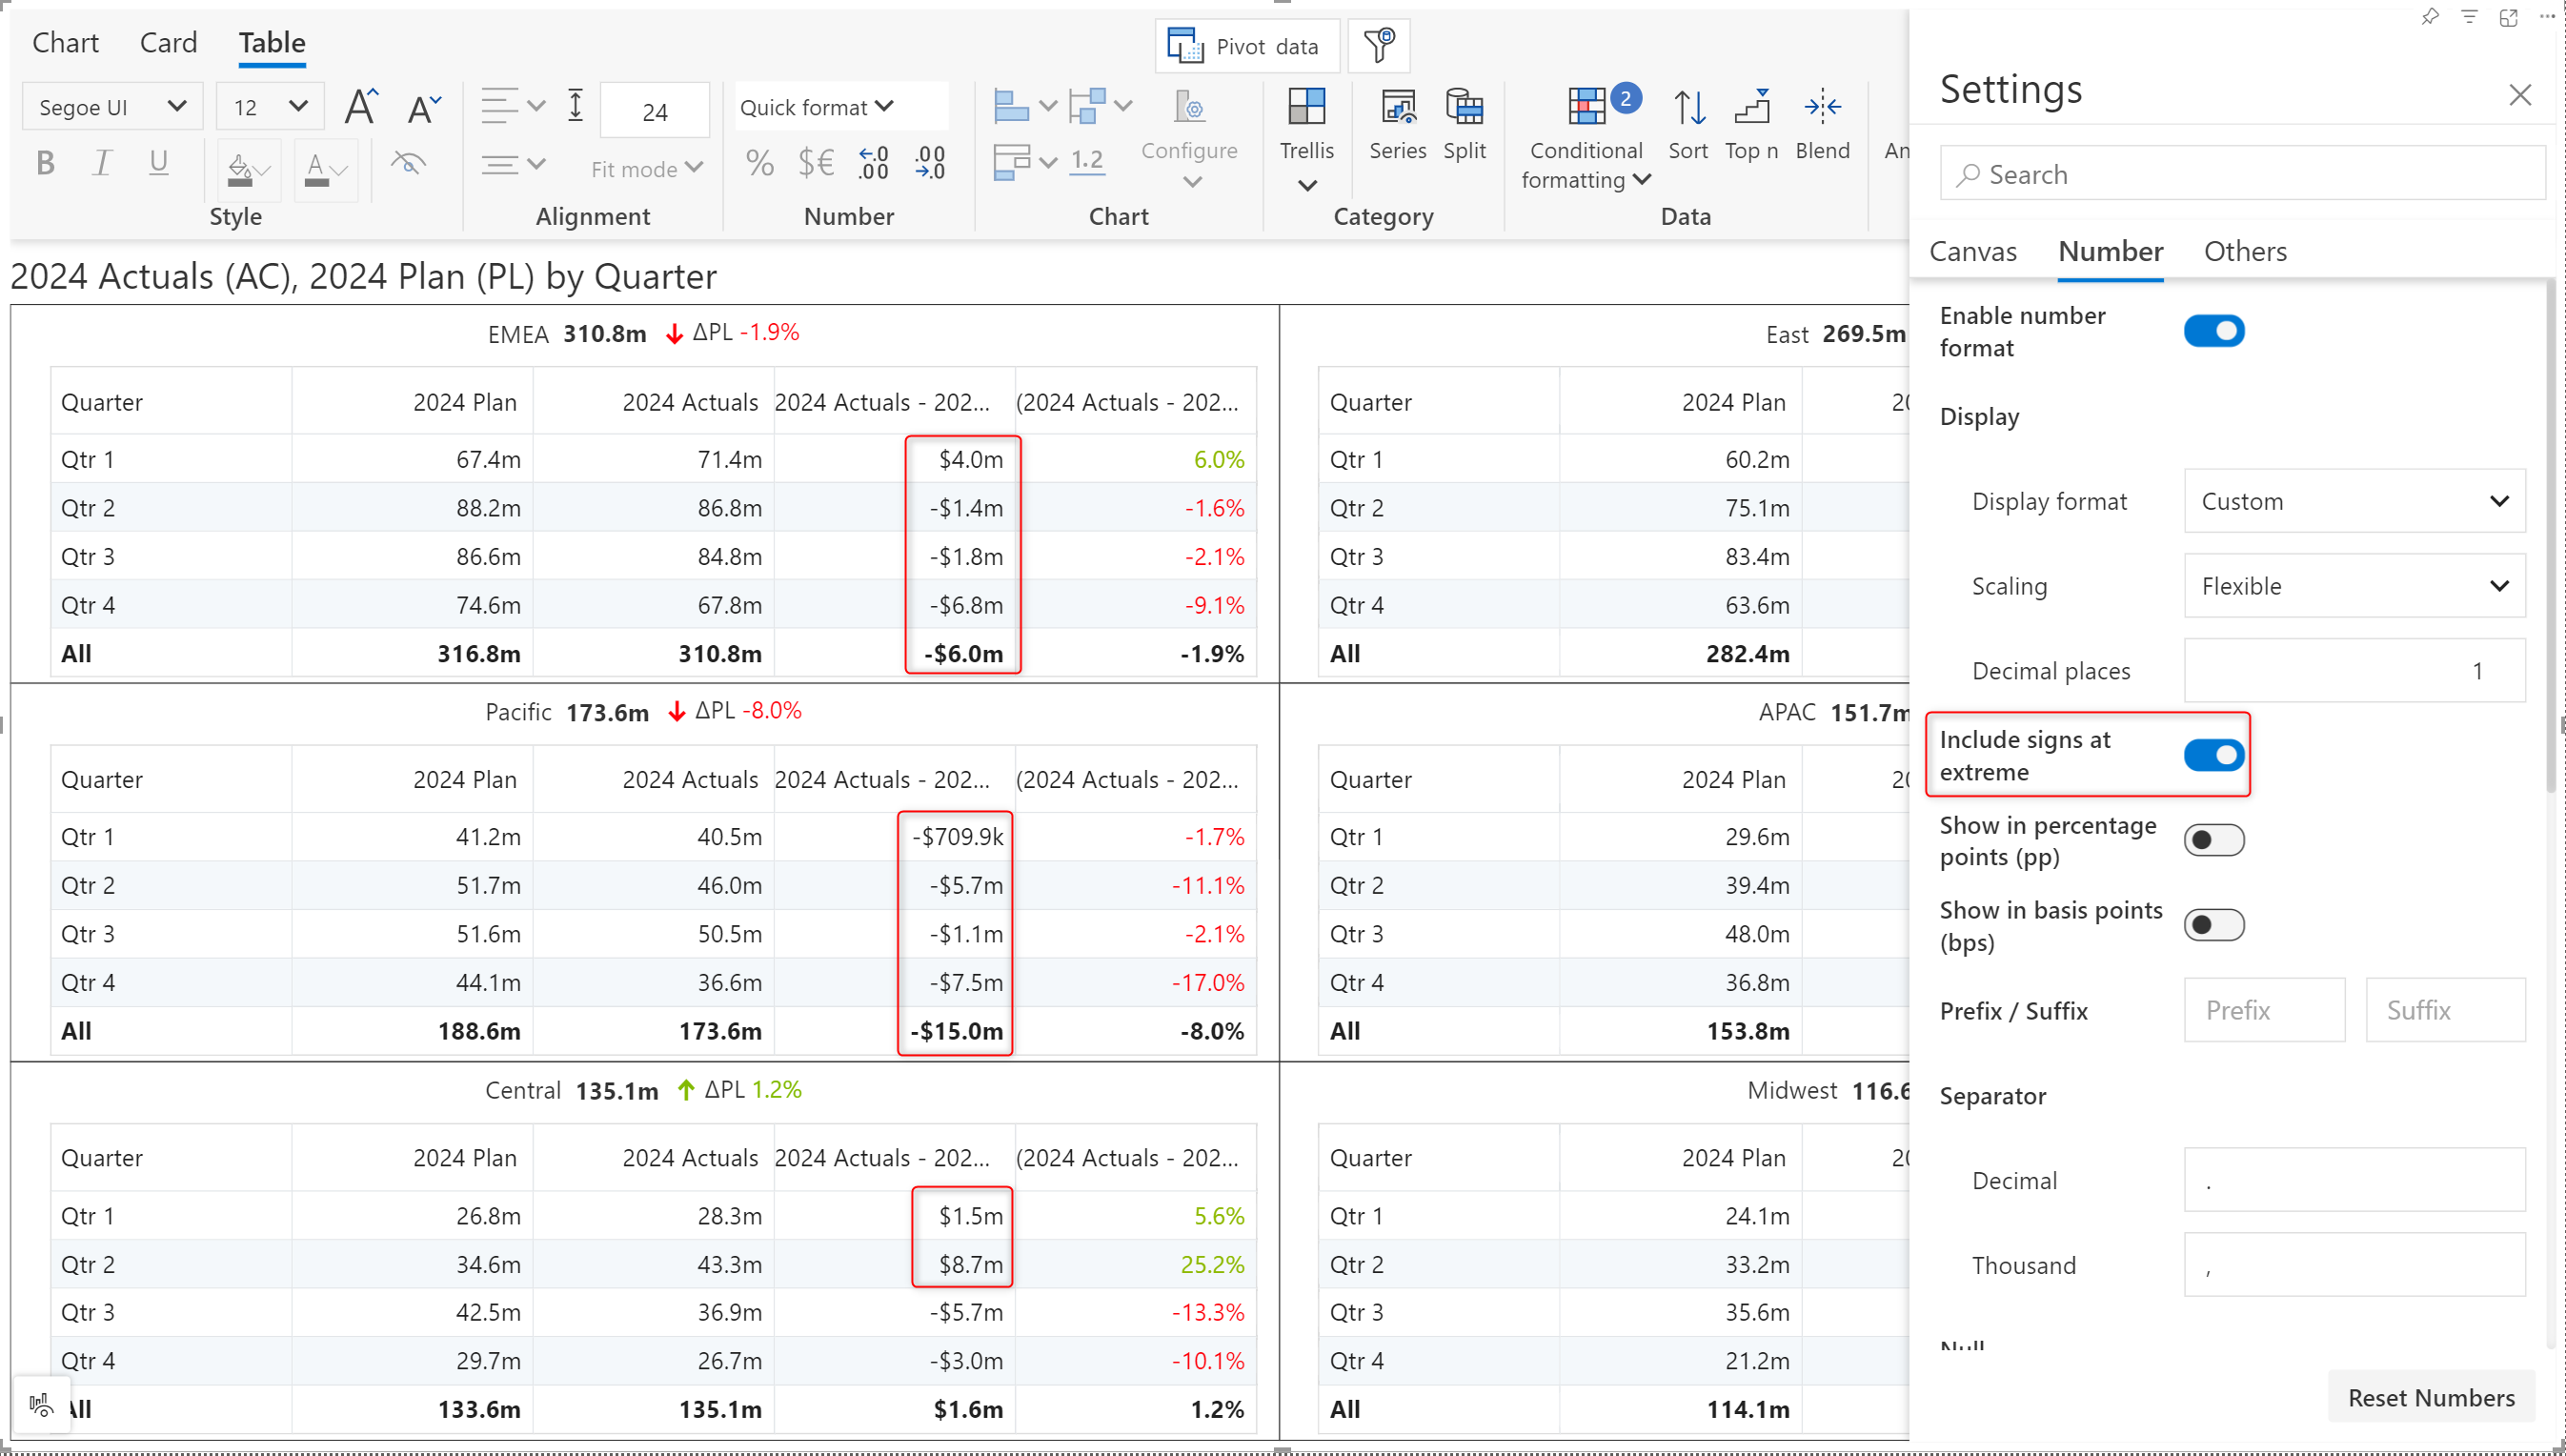 Chart Card Table
Pivot data
Segoe UI 12 A A 24 Quick format
B I U A Fit mode % $€ .0 .00 .00 .0 1.2 Configure
Trellis Series Split Conditional formatting 2 Sort Top n Blend An
Style Alignment Number Chart Category Data
2024 Actuals (AC), 2024 Plan (PL) by Quarter
EMEA 310.8m ΔPL -1.9%
Quarter 2024 Plan 2024 Actuals 2024 Actuals - 202... (2024 Actuals - 202...
Qtr 1 67.4m 71.4m $4.0m 6.0%
Qtr 2 88.2m 86.8m -$1.4m -1.6%
Qtr 3 86.6m 84.8m -$1.8m -2.1%
Qtr 4 74.6m 67.8m -$6.8m -9.1%
All 316.8m 310.8m -$6.0m -1.9%
East 269.5m
Quarter 2024 Plan 20
Qtr 1 60.2m
Qtr 2 75.1m
Qtr 3 83.4m
Qtr 4 63.6m
All 282.4m
Pacific 173.6m ΔPL -8.0%
Quarter 2024 Plan 2024 Actuals 2024 Actuals - 202... (2024 Actuals - 202...
Qtr 1 41.2m 40.5m -$709.9k -1.7%
Qtr 2 51.7m 46.0m -$5.7m -11.1%
Qtr 3 51.6m 50.5m -$1.1m -2.1%
Qtr 4 44.1m 36.6m -$7.5m -17.0%
All 188.6m 173.6m -$15.0m -8.0%
APAC 151.7m
Quarter 2024 Plan 20
Qtr 1 29.6m
Qtr 2 39.4m
Qtr 3 48.0m
Qtr 4 36.8m
All 153.8m
Central 135.1m ΔPL 1.2%
Quarter 2024 Plan 2024 Actuals 2024 Actuals - 202... (2024 Actuals - 202...
Qtr 1 26.8m 28.3m $1.5m 5.6%
Qtr 2 34.6m 43.3m $8.7m 25.2%
Qtr 3 42.5m 36.9m -$5.7m -13.3%
Qtr 4 29.7m 26.7m -$3.0m -10.1%
All 133.6m 135.1m $1.6m 1.2%
Midwest 116.6
Quarter 2024 Plan 20
Qtr 1 24.1m
Qtr 2 33.2m
Qtr 3 35.6m
Qtr 4 21.2m
All 114.1m
Settings
Search
Canvas Number Others
Enable number
format
Display
Display format Custom
Scaling Flexible
Decimal places 1
Include signs at
extreme
Show in percentage
points (pp)
Show in basis points
(bps)
Prefix / Suffix Prefix Suffix
Separator
Decimal .
Thousand ,
Null
Reset Numbers